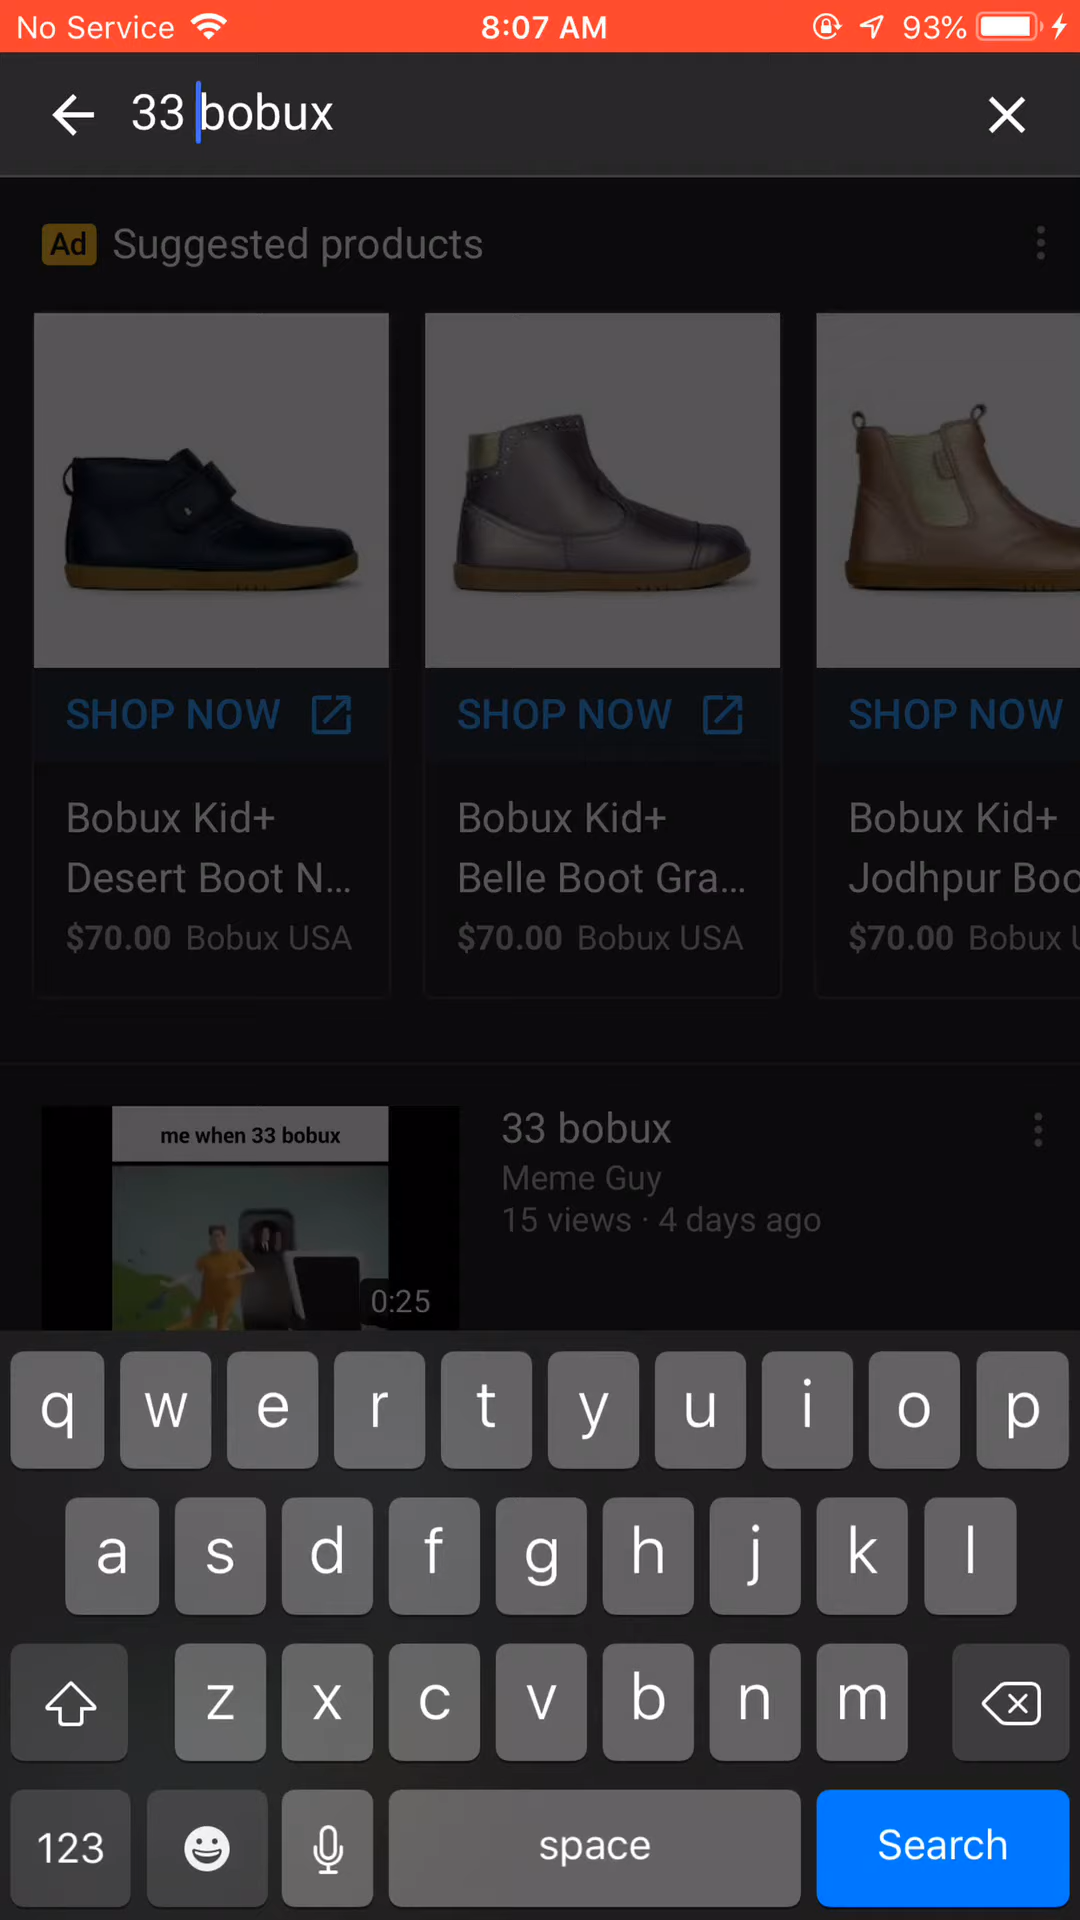 No Service 8:07 AM 93%
33 bobux
Ad Suggested products
SHOP NOW SHOP NOW SHOP NOW
Bobux Kid+ Bobux Kid+ Bobux Kid+
Desert Boot N... Belle Boot Gra... Jodhpur Boo
$70.00 Bobux USA $70.00 Bobux USA $70.00 Bobux U
me when 33 bobux
33 bobux
Meme Guy
15 views · 4 days ago
0:25
q w e r t y u i o p
a s d f g h j k l
z x c v b n m
123 space Search